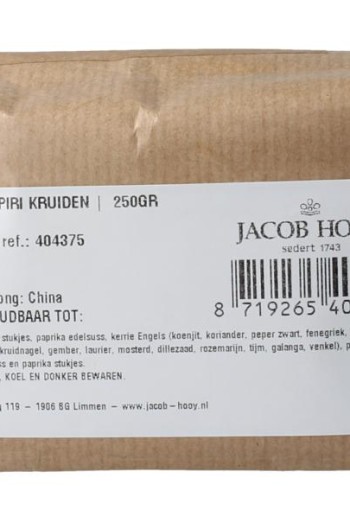 PIRI KRUIDEN | 250GR
ref.: 404375
JACOB HO
sedert 1743
ong: China
UDBAAR TOT:
8 719265 40
stukjes, paprika edelsuss, kerrie Engels (koenjit, koriander, peper zwart, fenegriek,
kruidnagel, gember, laurier, mosterd, dillezaad, rozemarijn, tijm, galanga, venkel), p
ss en paprika stukjes.
, KOEL EN DONKER BEWAREN.
g 119 – 1906 BG Limmen – www.jacob-hooy.nl